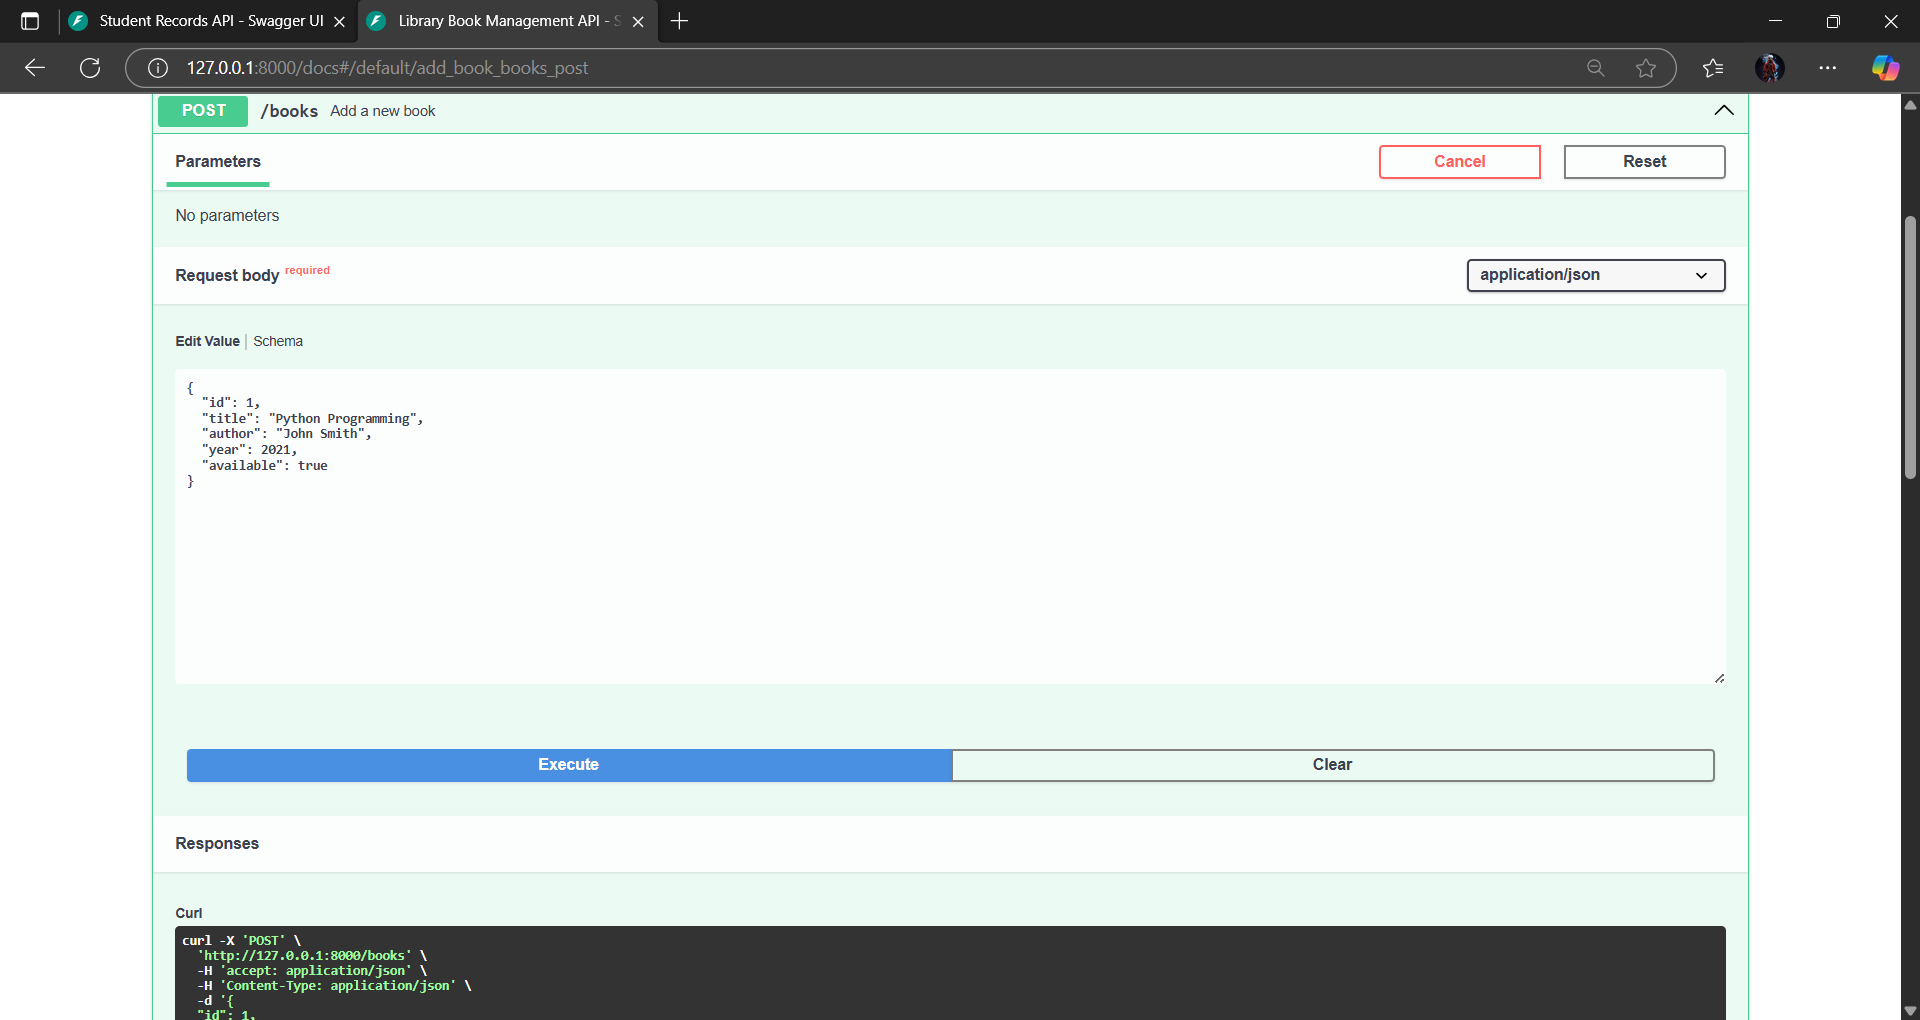 Student Records API - Swagger UI
Library Book Management API - S
127.0.0.1:8000/docs#/default/add_book_books_post
POST /books Add a new book
Parameters
Cancel
Reset
No parameters
Request body required
application/json
Edit Value | Schema
{
  "id": 1,
  "title": "Python Programming",
  "author": "John Smith",
  "year": 2021,
  "available": true
}
Execute
Clear
Responses
Curl
curl -X 'POST' \
  'http://127.0.0.1:8000/books' \
  -H 'accept: application/json' \
  -H 'Content-Type: application/json' \
  -d '{
  "id": 1,